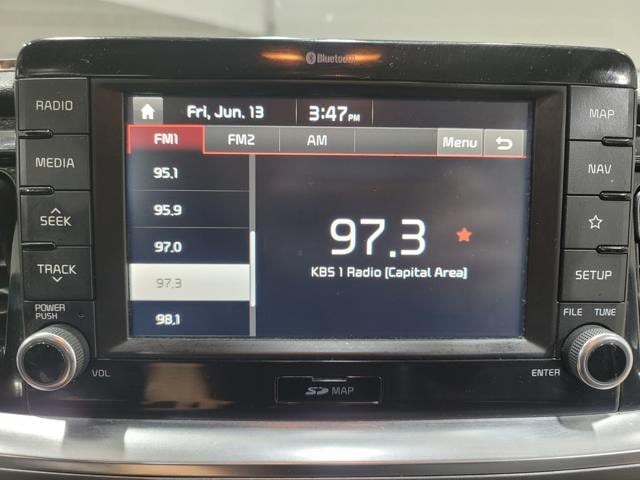 Bluetooth
RADIO
MEDIA
SEEK
TRACK
POWER
PUSH
VOL
Fri, Jun. 13 3:47 PM
FM1 FM2 AM Menu
95.1
95.9
97.0
97.3
98.1
97.3
KBS 1 Radio [Capital Area]
MAP
NAV
SETUP
FILE TUNE
ENTER
SD MAP